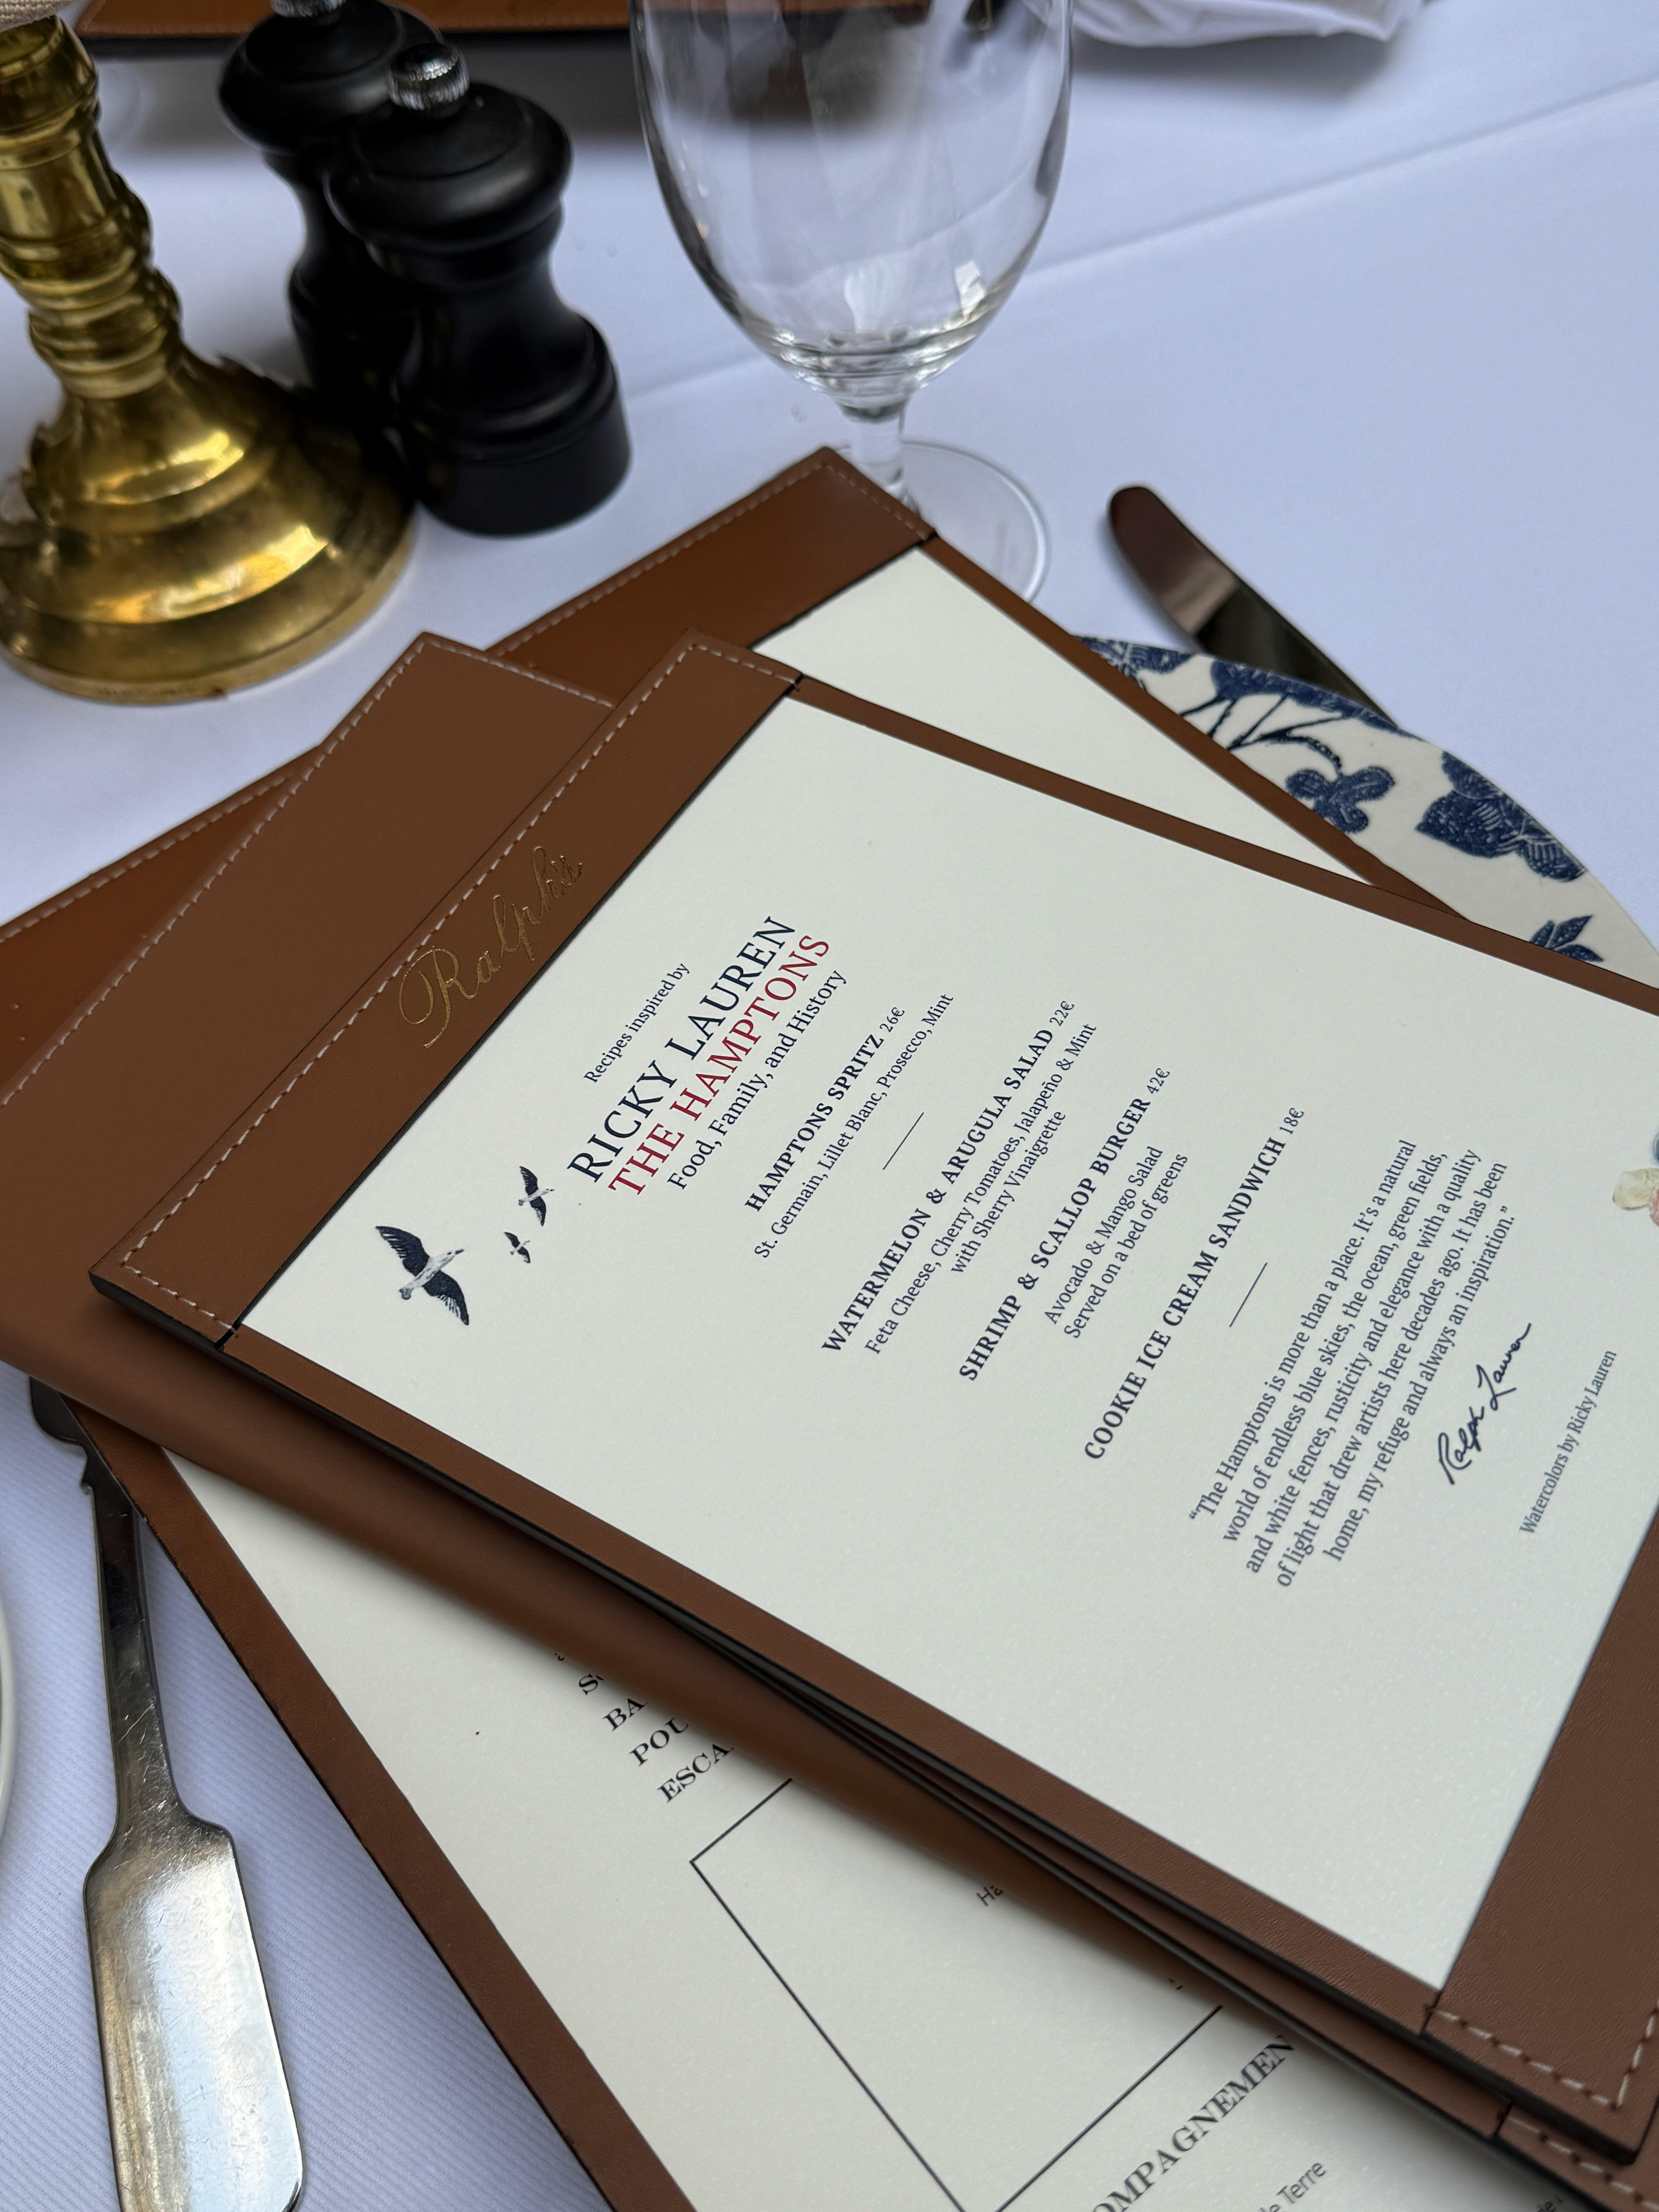 Ralph's
Recipes inspired by
RICKY LAUREN
THE HAMPTONS
Food, Family, and History
HAMPTONS SPRITZ 26€
St. Germain, Lillet Blanc, Prosecco, Mint
WATERMELON & ARUGULA SALAD 22€
Feta Cheese, Cherry Tomatoes, Jalapeño & Mint
with Sherry Vinaigrette
SHRIMP & SCALLOP BURGER 42€
Avocado & Mango Salad
Served on a bed of greens
COOKIE ICE CREAM SANDWICH 18€
“The Hamptons is more than a place. It’s a natural
world of endless blue skies, the ocean, green fields,
and white fences, rusticity and elegance with a quality
of light that drew artists here decades ago. It has been
home, my refuge and always an inspiration.”
Ralph Lauren
Watercolors by Ricky Lauren
BA
POU
ESCA
Ha
OMPAGNEMEN
de Terre